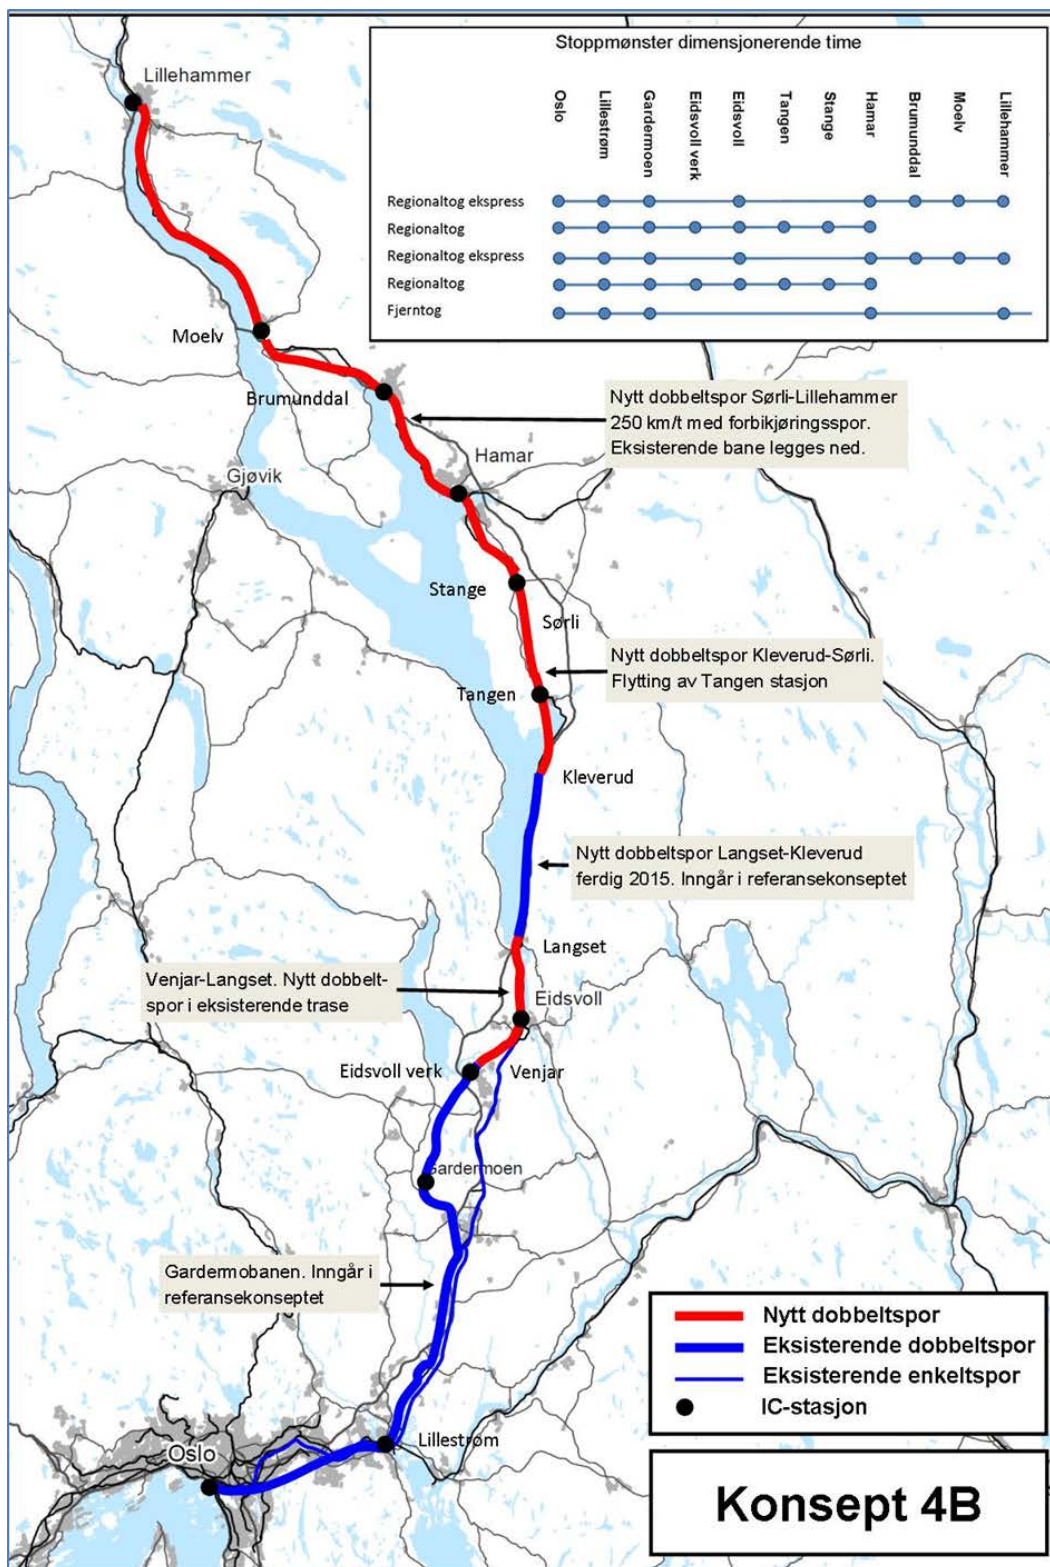 Lillehammer
Stoppmønster dimensjonerende time
Oslo
Lillestrøm
Gardermoen
Eidsvoll verk
Eidsvoll
Tangen
Stange
Hamar
Brumunddal
Moelv
Lillehammer
Regionaltog ekspress
Regionaltog
Regionaltog ekspress
Regionaltog
Fjerntog
Moelv
Brumunddal
Nytt dobbeltspor Sørli-Lillehammer
250 km/t med forbikjøringsspor.
Eksisterende bane legges ned.
Hamar
Gjøvik
Stange
Sørli
Nytt dobbeltspor Kleverud-Sørli.
Flytting av Tangen stasjon
Tangen
Kleverud
Nytt dobbeltspor Langset-Kleverud
ferdig 2015. Inngår i referansekonseptet
Langset
Venjar-Langset. Nytt dobbelt-
spor i eksisterende trase
Eidsvoll
Eidsvoll verk
Venjar
Gardermoen
Gardermobanen. Inngår i
referansekonseptet
Nytt dobbeltspor
Eksisterende dobbeltspor
Eksisterende enkeltspor
IC-stasjon
Lillestrøm
Oslo
Konsept 4B